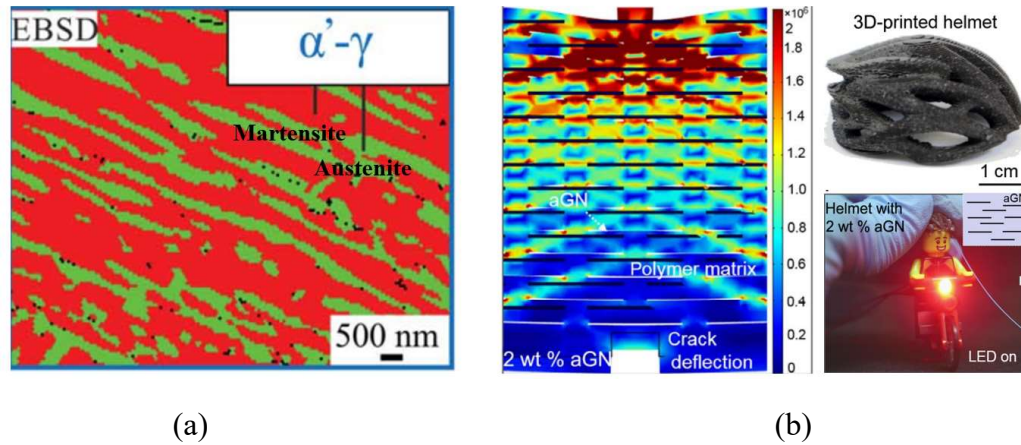 EBSD
α’-γ
Martensite
Austenite
500 nm
(a)
×10⁶
2
1.8
1.6
1.4
1.2
1.0
0.8
0.6
0.4
0.2
0
aGN
Polymer matrix
Crack
deflection
2 wt % aGN
3D-printed helmet
1 cm
Helmet with
2 wt % aGN
aGN
LED on
(b)